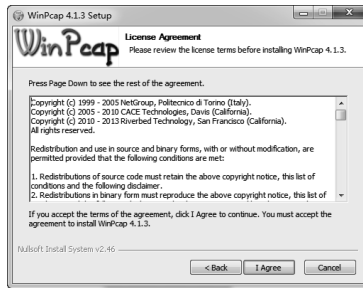 WinPcap 4.1.3 Setup
WinPcap
License Agreement
Please review the license terms before installing WinPcap 4.1.3.
Press Page Down to see the rest of the agreement.
Copyright (c) 1999 - 2005 NetGroup, Politecnico di Torino (Italy).
Copyright (c) 2005 - 2010 CACE Technologies, Davis (California).
Copyright (c) 2010 - 2013 Riverbed Technology, San Francisco (California).
All rights reserved.
Redistribution and use in source and binary forms, with or without modification, are
permitted provided that the following conditions are met:
1. Redistributions of source code must retain the above copyright notice, this list of
conditions and the following disclaimer.
2. Redistributions in binary form must reproduce the above copyright notice, this list of
If you accept the terms of the agreement, click I Agree to continue. You must accept the
agreement to install WinPcap 4.1.3.
Nullsoft Install System v2.46
< Back
I Agree
Cancel